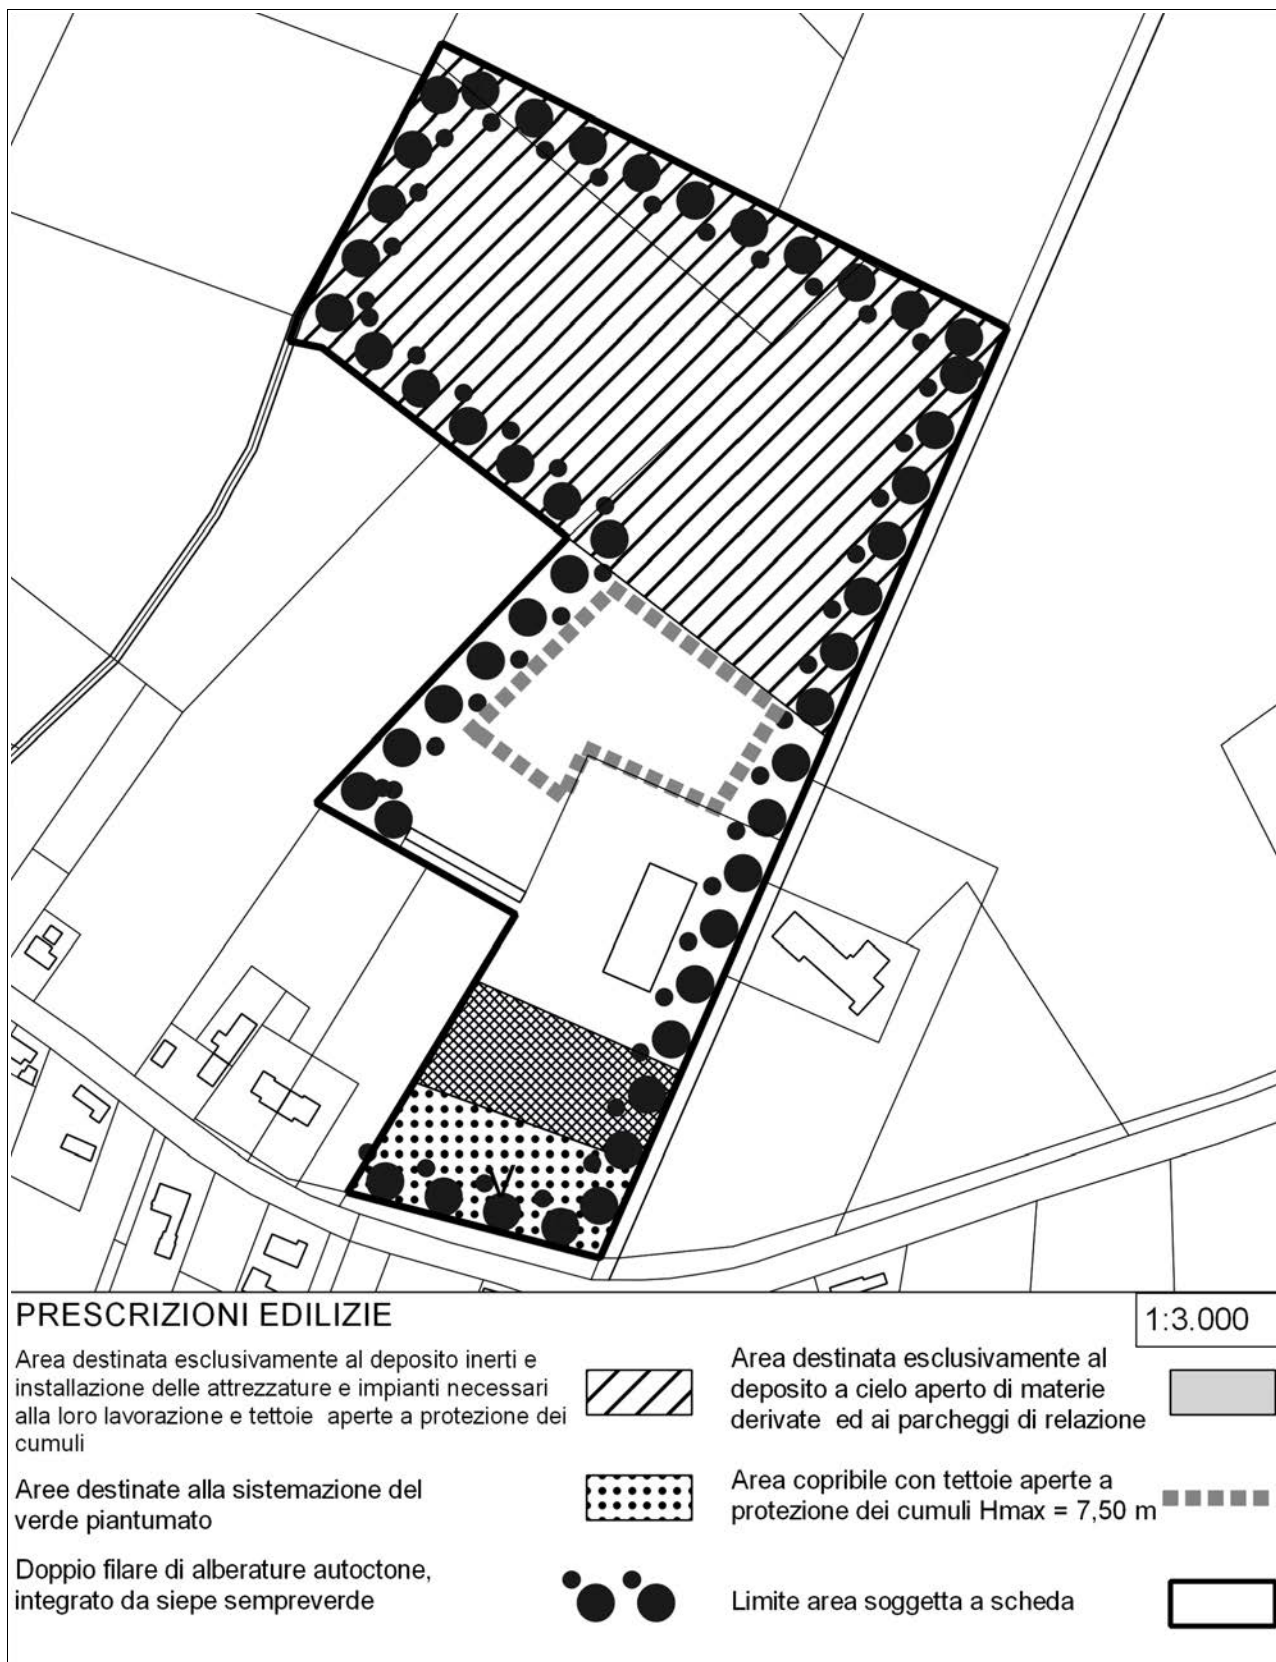 PRESCRIZIONI EDILIZIE
1:3.000
Area destinata esclusivamente al deposito inerti e
installazione delle attrezzature e impianti necessari
alla loro lavorazione e tettoie aperte a protezione dei
cumuli
Aree destinate alla sistemazione del
verde piantumato
Doppio filare di alberature autoctone,
integrato da siepe sempreverde
Area destinata esclusivamente al
deposito a cielo aperto di materie
derivate ed ai parcheggi di relazione
Area copribile con tettoie aperte a
protezione dei cumuli Hmax = 7,50 m
Limite area soggetta a scheda